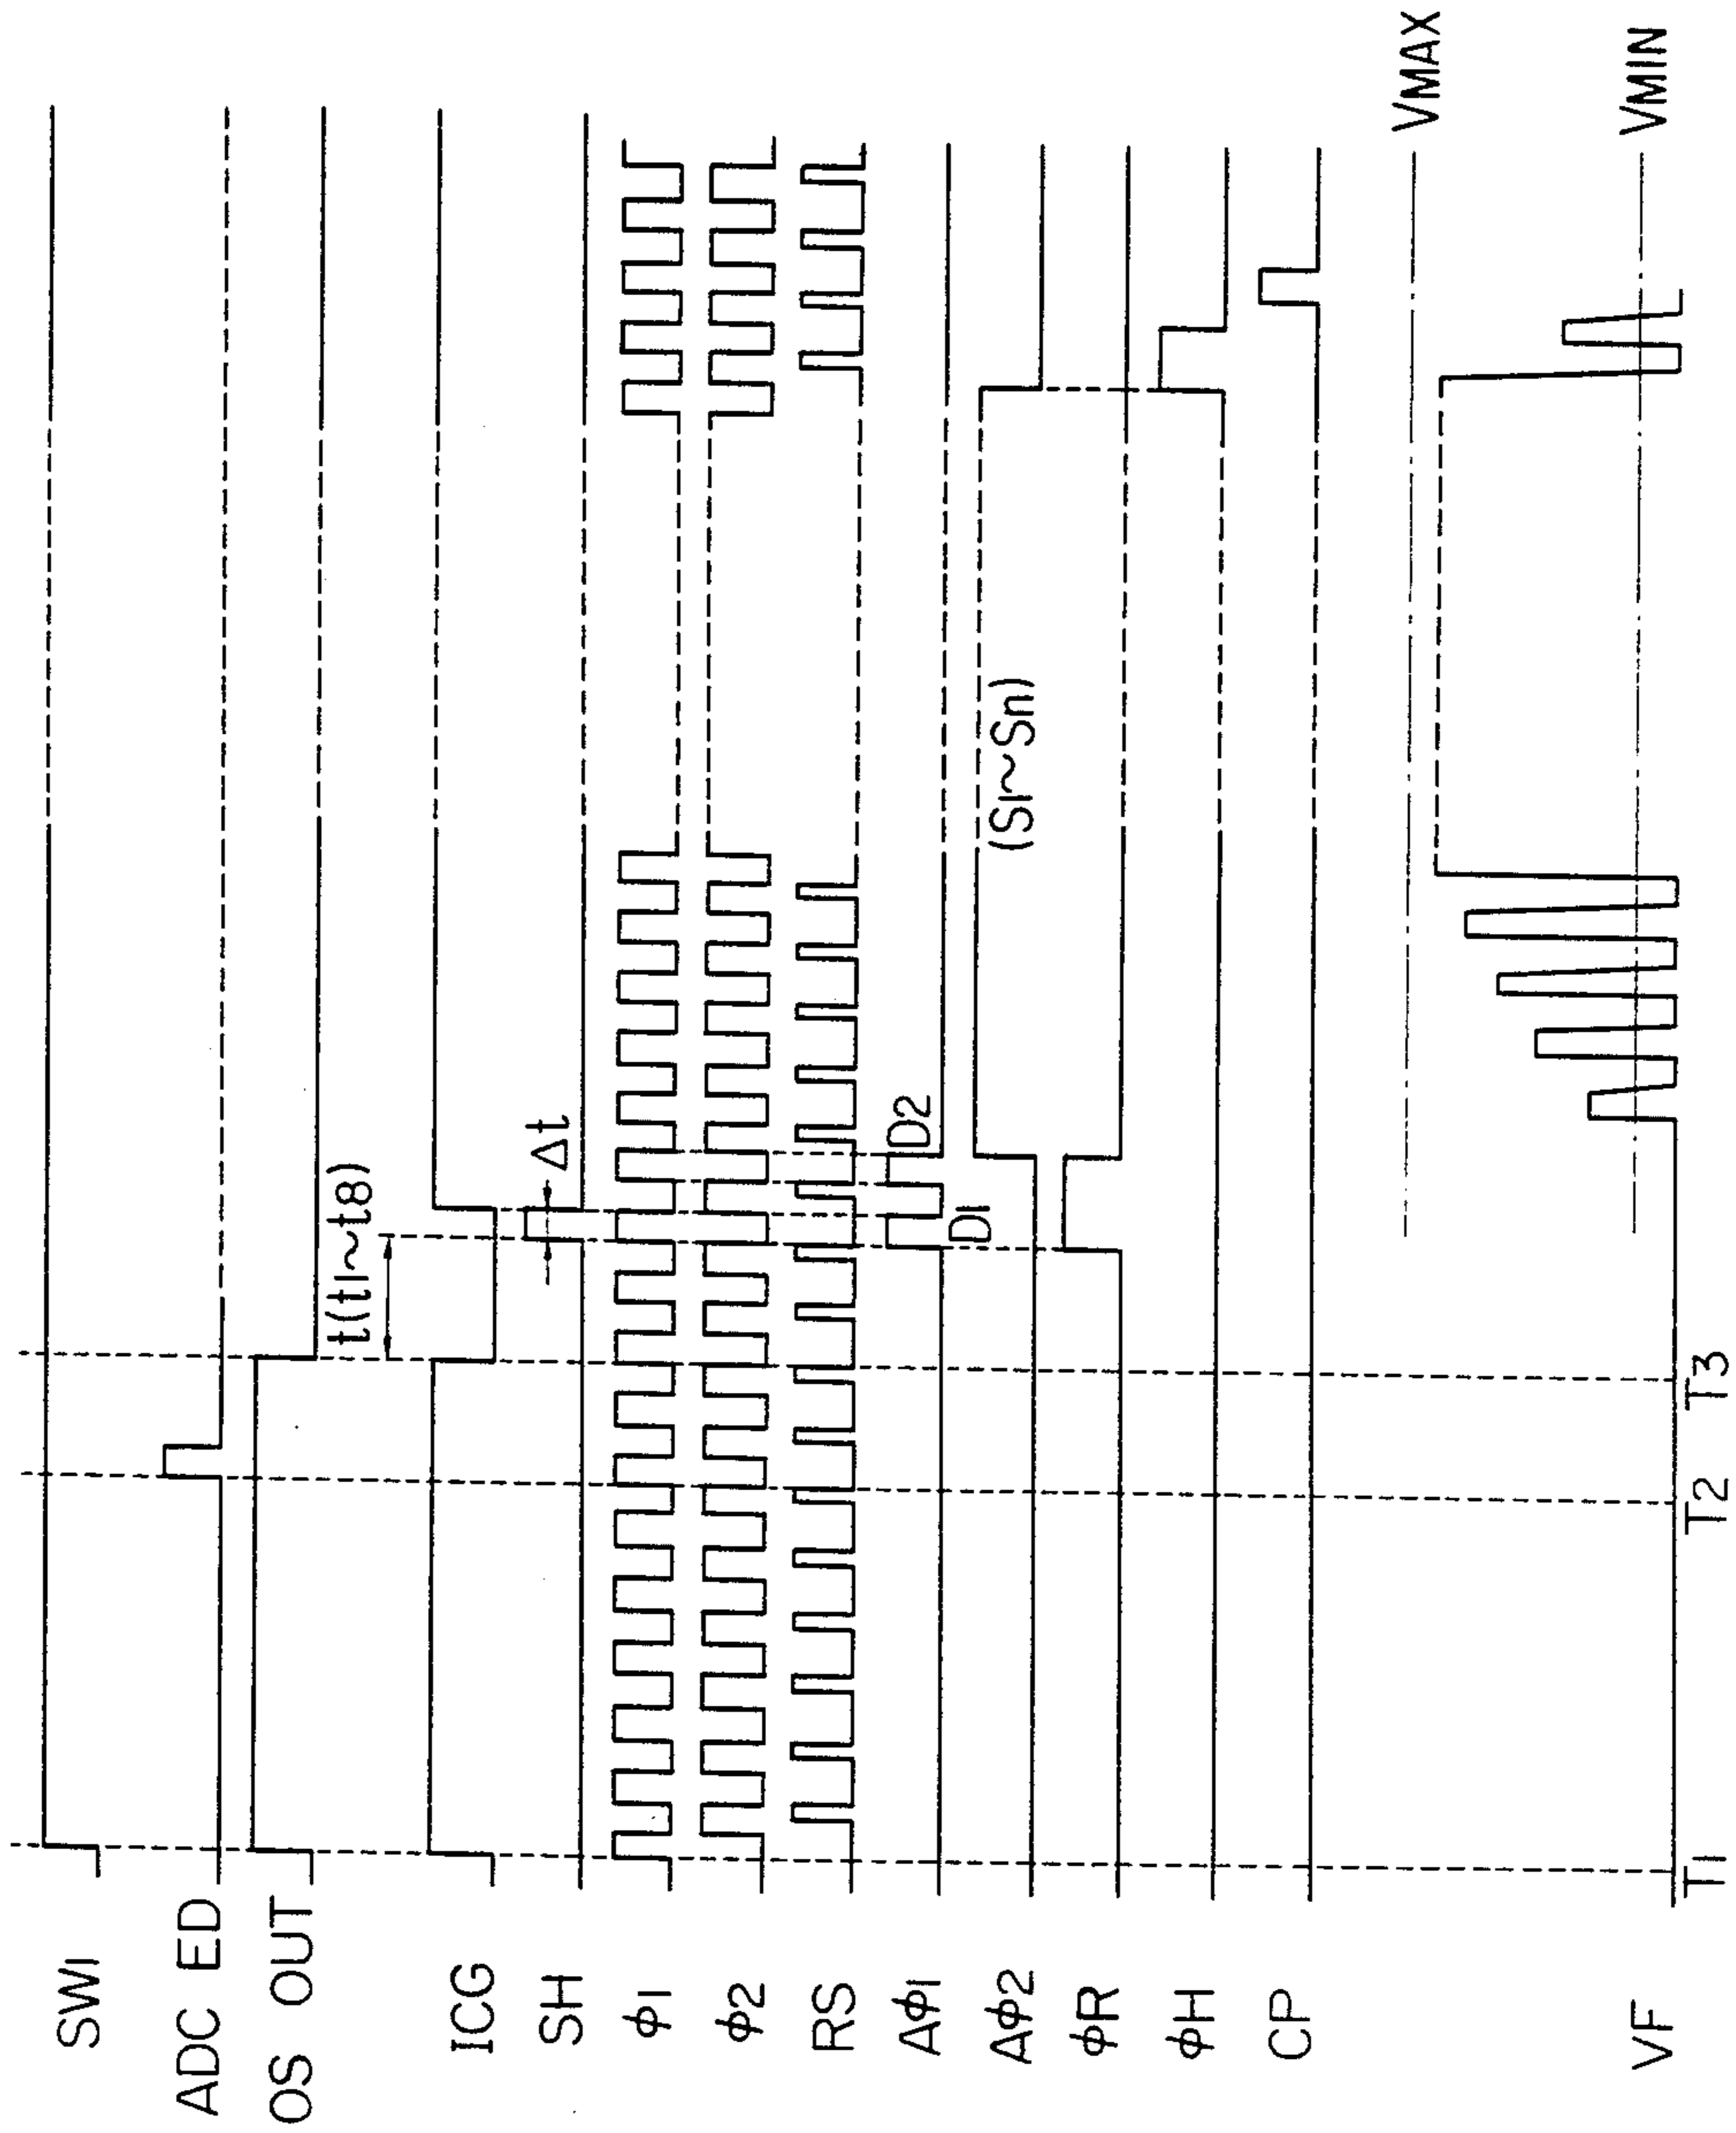 SW1
ADC ED
OS OUT
t(t1~t8)
ICG
Δt
SH
ϕ1
ϕ2
RS
D1
D2
Aϕ1
(S1~Sn)
Aϕ2
ϕR
ϕH
CP
VMAX
VMIN
VF
T1
T2
T3